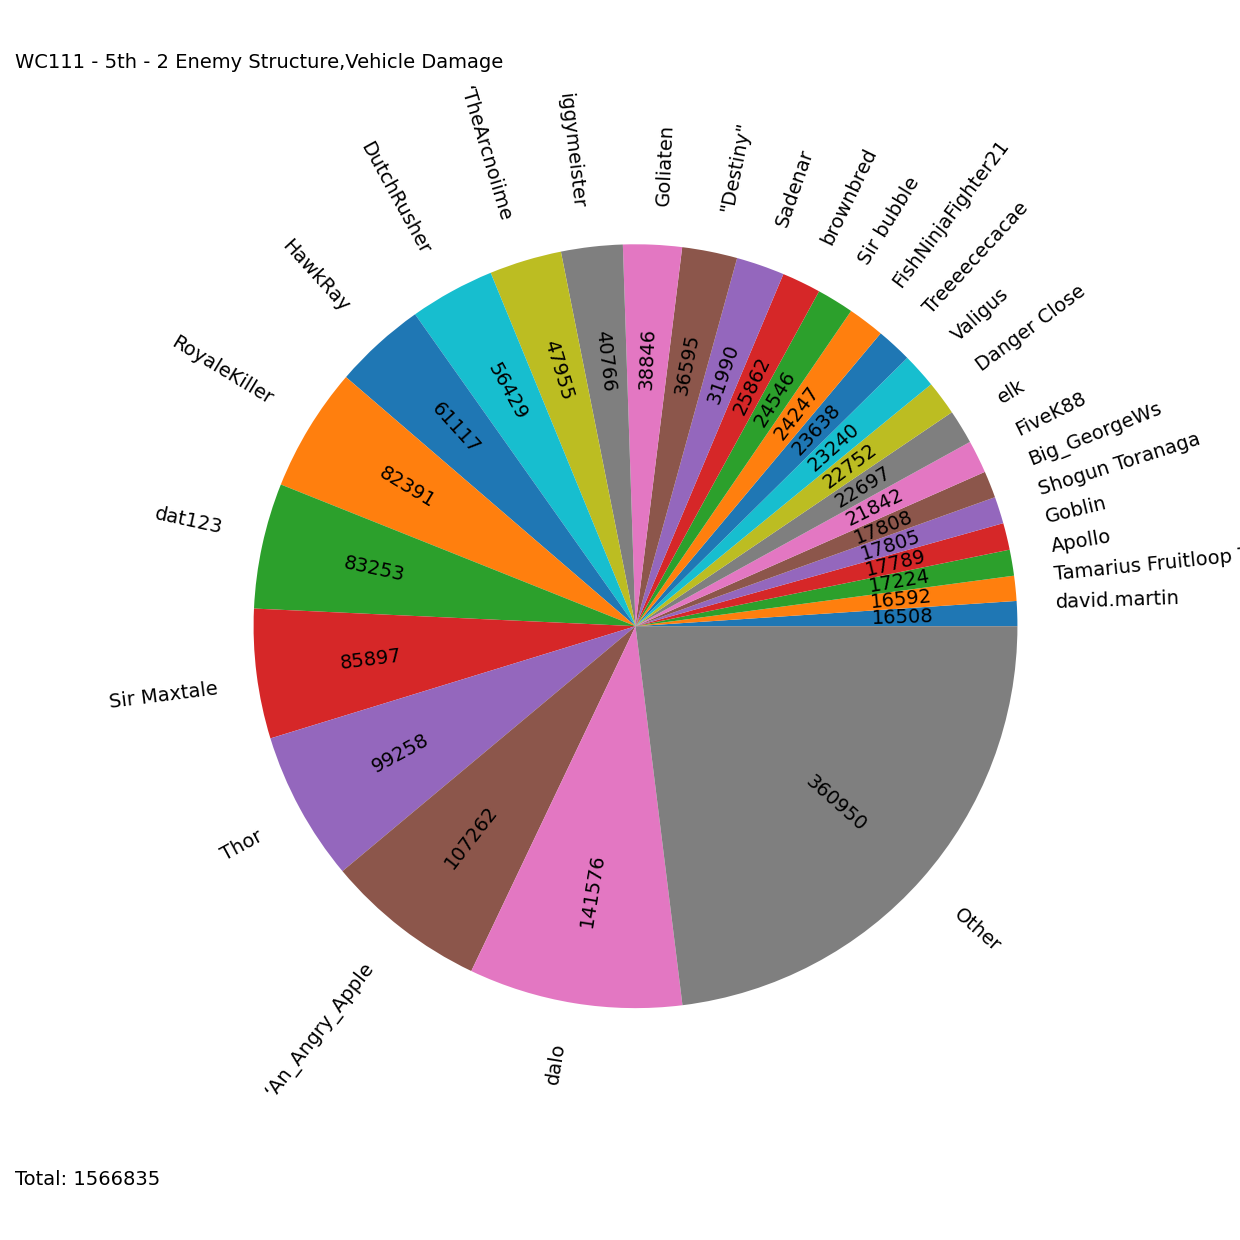 WC111 - 5th - 2 Enemy Structure,Vehicle Damage
david.martin
16508
Tamarius Fruitloop
16592
Apollo
17224
Goblin
17789
Shogun Toranaga
17805
Big_GeorgeWs
17808
FiveK88
21842
elk
22697
Danger Close
22752
Valigus
23240
Treeececacae
23638
FishNinjaFighter21
24247
Sir bubble
24546
brownbred
25862
Sadenar
31990
"Destiny"
36595
Goliaten
38846
iggymeister
40766
'TheArcnoiime
47955
DutchRusher
56429
HawkRay
61117
RoyaleKiller
82391
dat123
83253
Sir Maxtale
85897
Thor
99258
'An_Angry_Apple
107262
dalo
141576
Other
360950
Total: 1566835